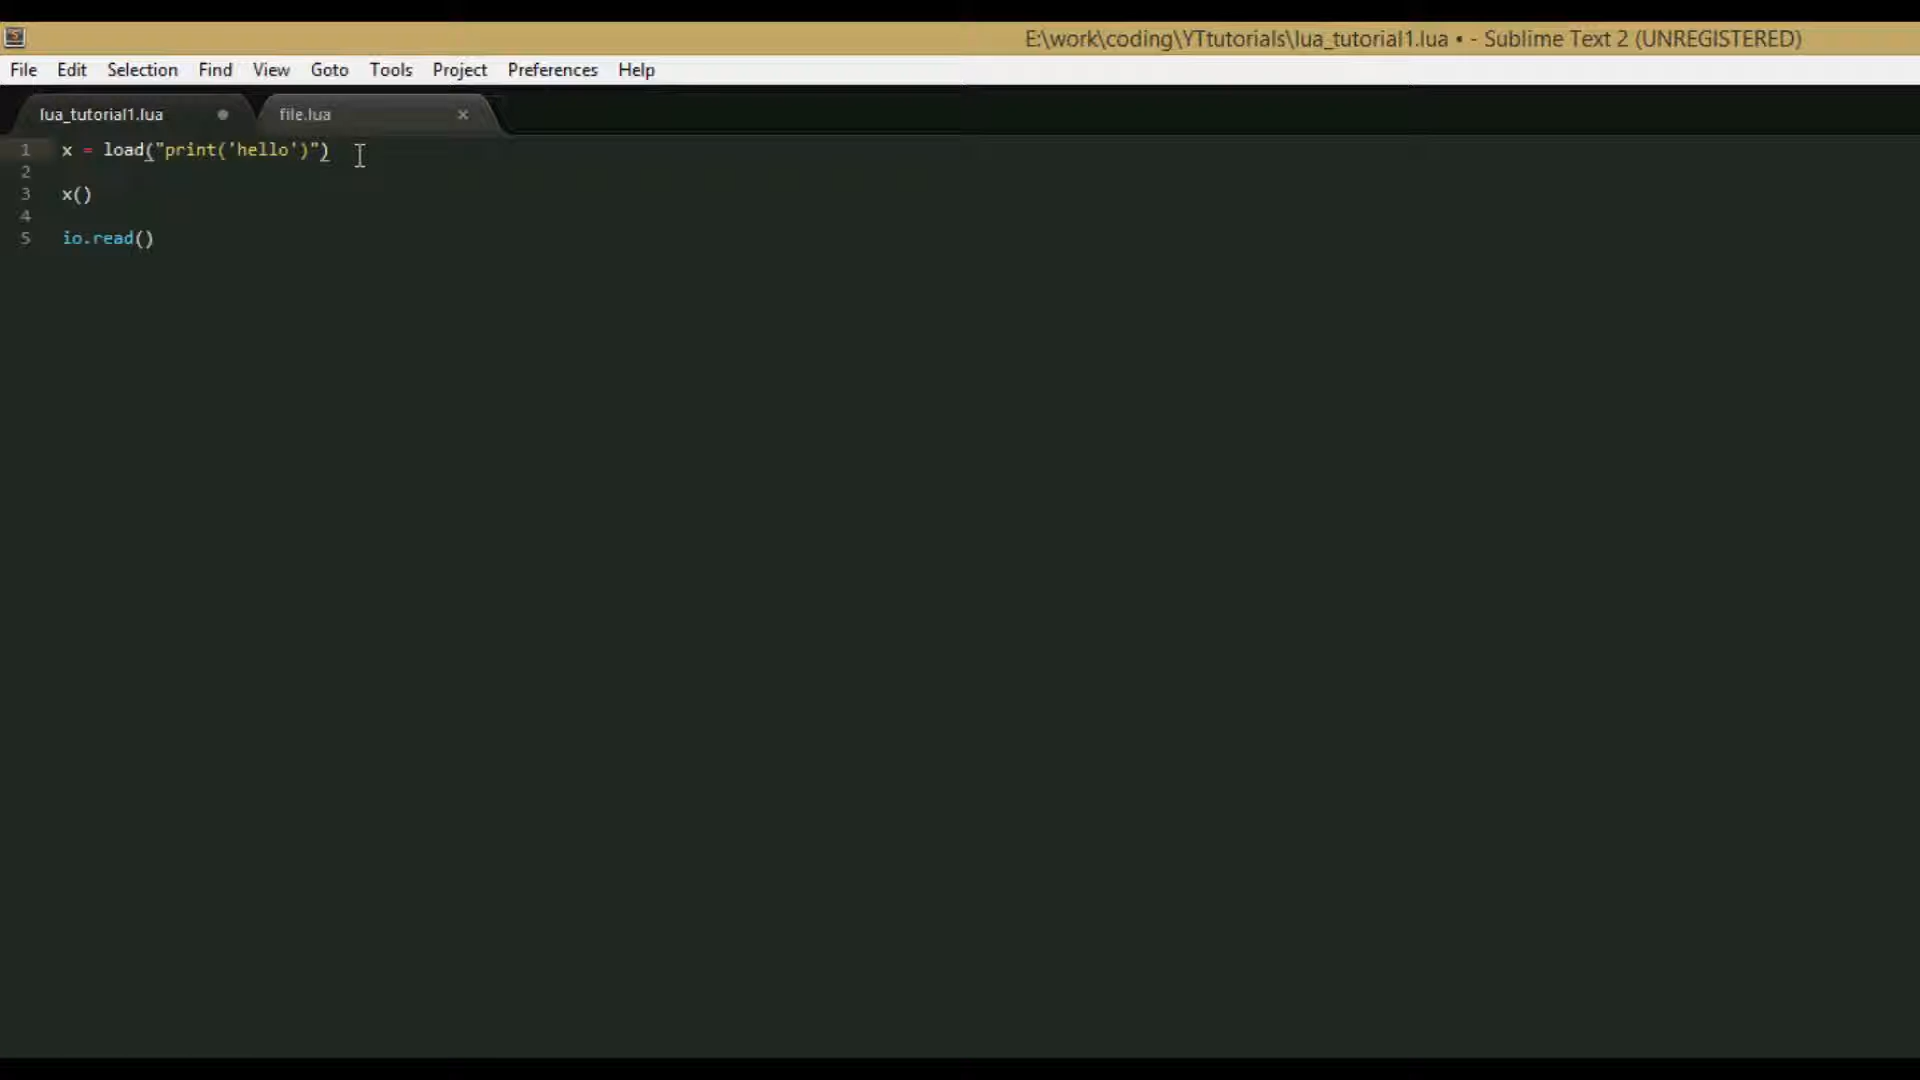 E:\work\coding\YTtutorials\lua_tutorial1.lua • - Sublime Text 2 (UNREGISTERED)
File Edit Selection Find View Goto Tools Project Preferences Help
lua_tutorial1.lua file.lua
1 x = load("print('hello')")
2
3 x()
4
5 io.read()